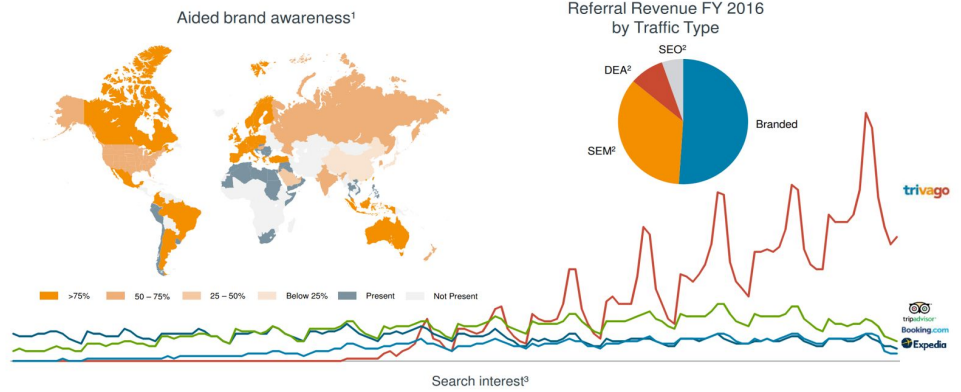 Aided brand awareness¹
Referral Revenue FY 2016
by Traffic Type
SEO²
DEA²
SEM²
Branded
trivago
>75%
50 – 75%
25 – 50%
Below 25%
Present
Not Present
tripadvisor®
Booking.com
Expedia
Search interest³